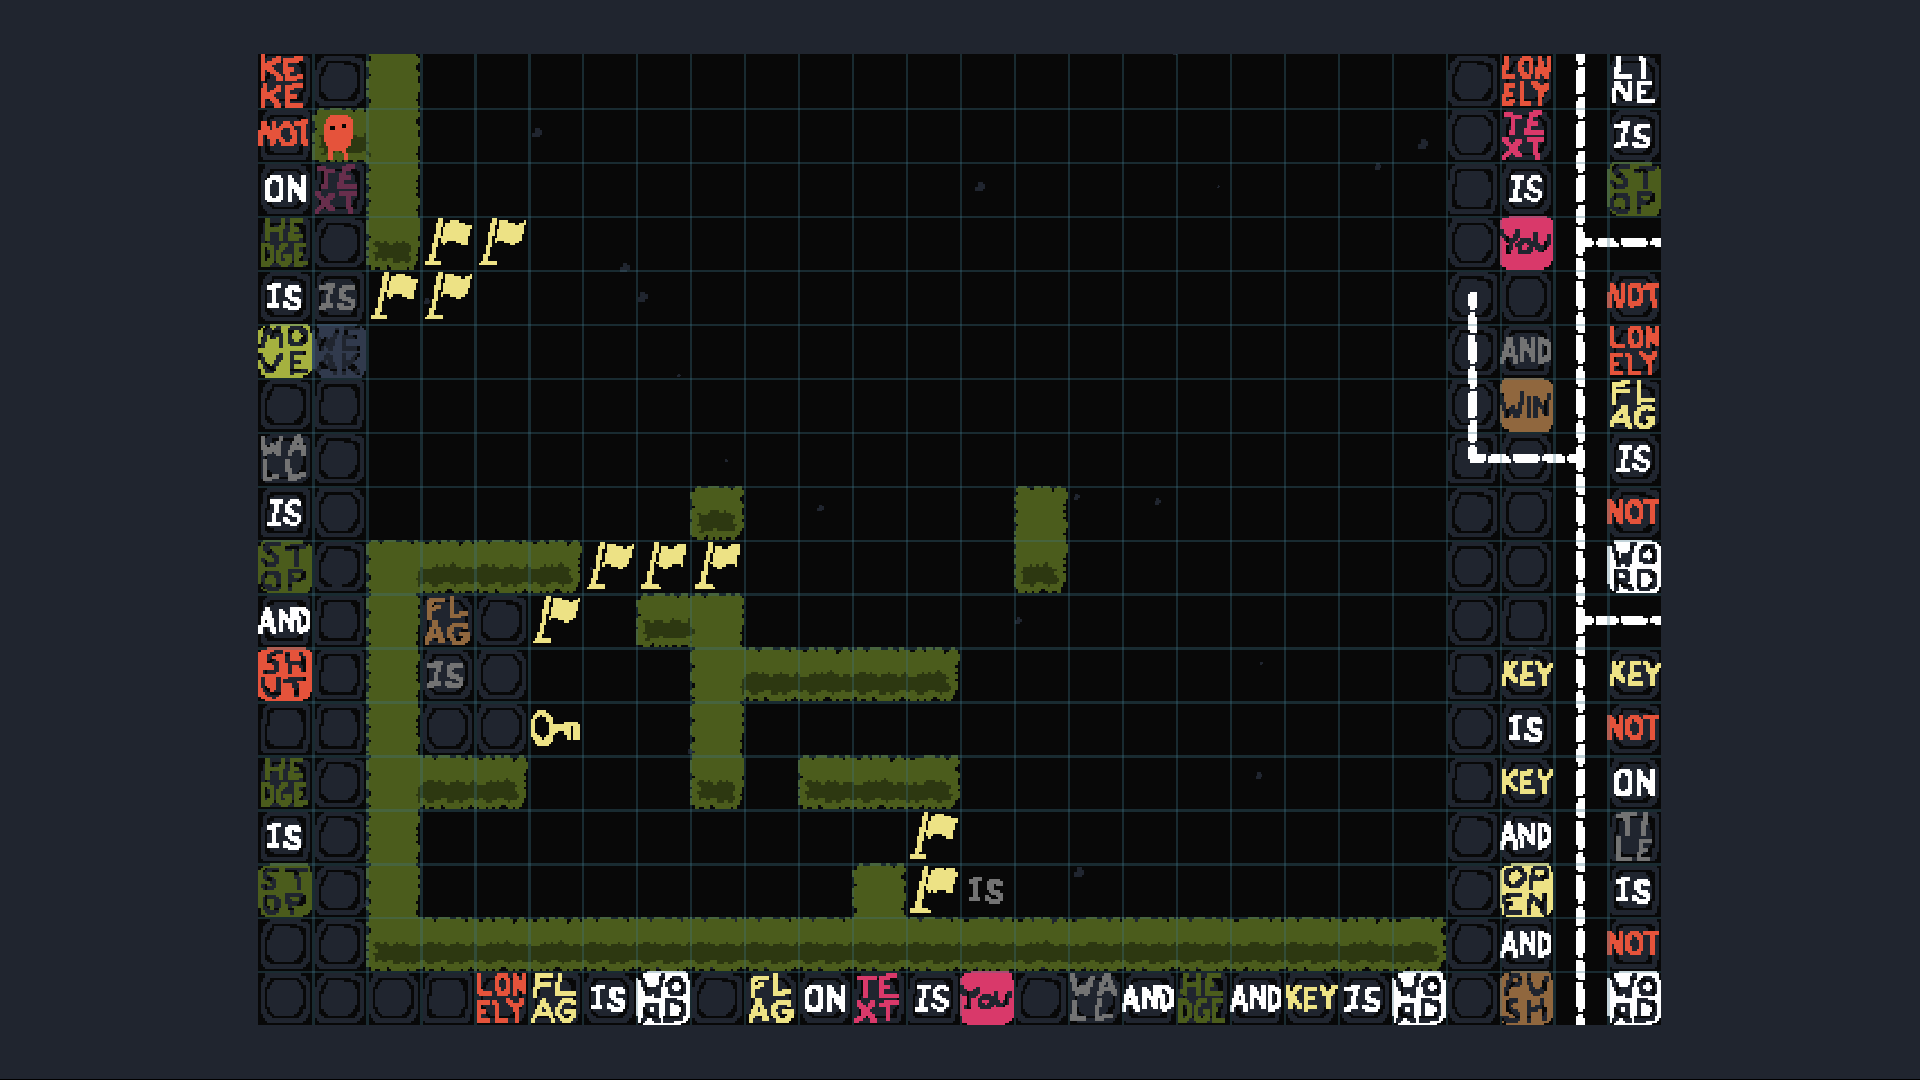 KEKE LONELY LINE
NOT TEXT IS
ON TEXT IS STOP
HEDGE YOU
IS IS NOT
MOVE WEAK AND LONELY
WIN FLAG
WALL IS
IS NOT
STOP WORD
AND FLAG
SHUT IS KEY KEY
IS NOT
HEDGE KEY ON
IS AND TILE
STOP IS OPEN IS
AND NOT
LONELY FLAG IS WORD FLAG ON TEXT IS YOU WALL AND HEDGE AND KEY IS WORD PUSH WORD